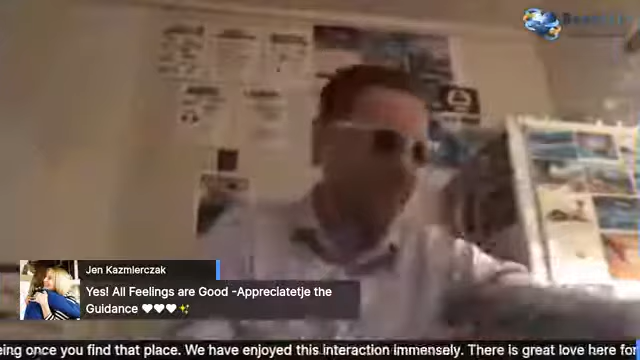 Jen Kazmierczak
Yes! All Feelings are Good -Appreciatetje the
Guidance ♥♥♥✨
eing once you find that place. We have enjoyed this interaction immensely. There is great love here for